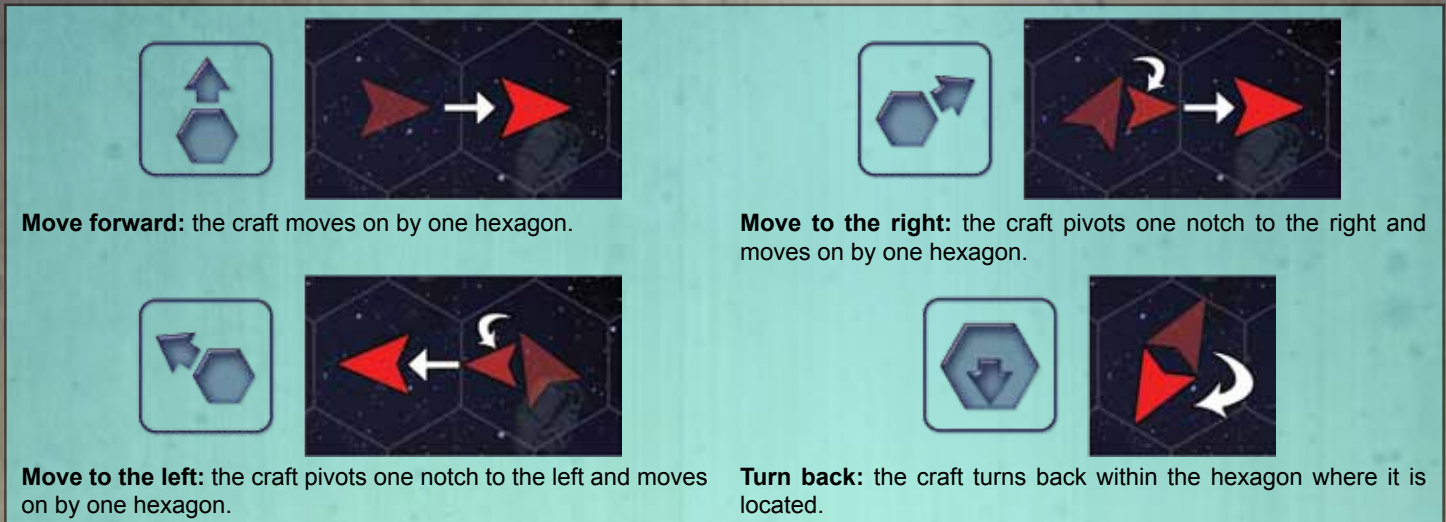 Move forward: the craft moves on by one hexagon.
Move to the right: the craft pivots one notch to the right and
moves on by one hexagon.
Move to the left: the craft pivots one notch to the left and moves
on by one hexagon.
Turn back: the craft turns back within the hexagon where it is
located.